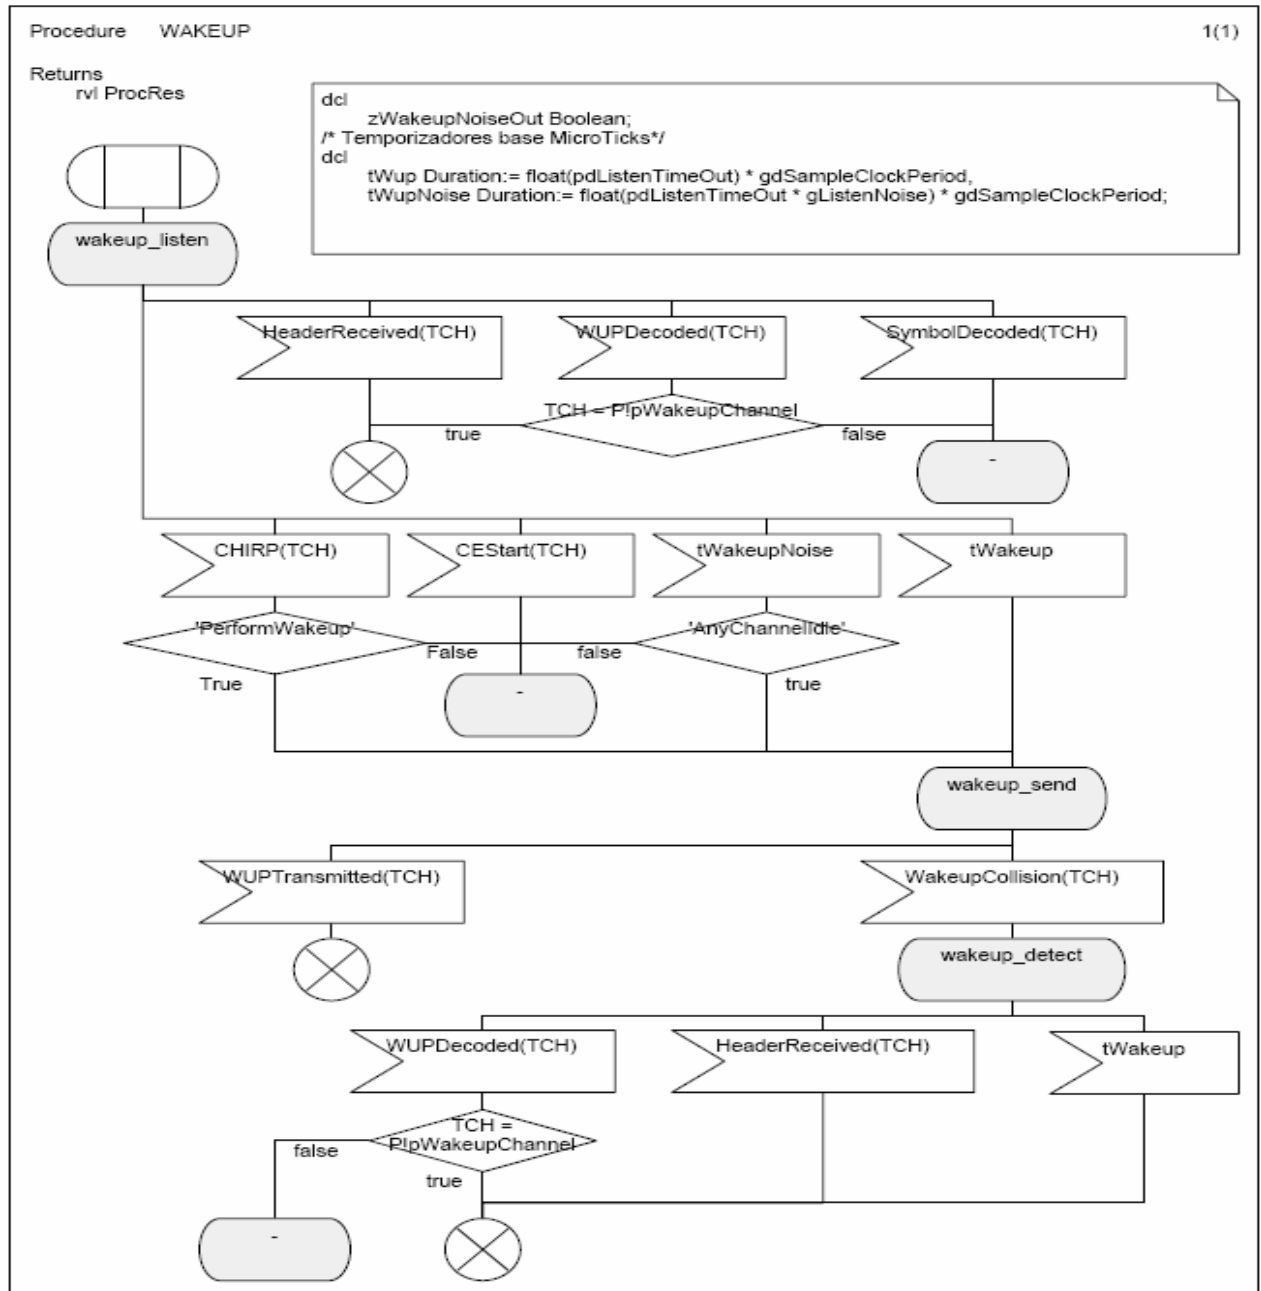 Procedure WAKEUP 1(1)
Returns
rvl ProcRes
dcl
zWakeupNoiseOut Boolean;
/* Temporizadores base MicroTicks*/
dcl
tWup Duration:= float(pdListenTimeOut) * gdSampleClockPeriod,
tWupNoise Duration:= float(pdListenTimeOut * gListenNoise) * gdSampleClockPeriod;
wakeup_listen
HeaderReceived(TCH) WUPDecoded(TCH) SymbolDecoded(TCH)
TCH = P!pWakeupChannel
true false
-
CHIRP(TCH) CEStart(TCH) tWakeupNoise tWakeup
'PerformWakeup' 'AnyChannelIdle'
False false
True - true
wakeup_send
WUPTransmitted(TCH) WakeupCollision(TCH)
wakeup_detect
WUPDecoded(TCH) HeaderReceived(TCH) tWakeup
TCH =
P!pWakeupChannel
false
true
-